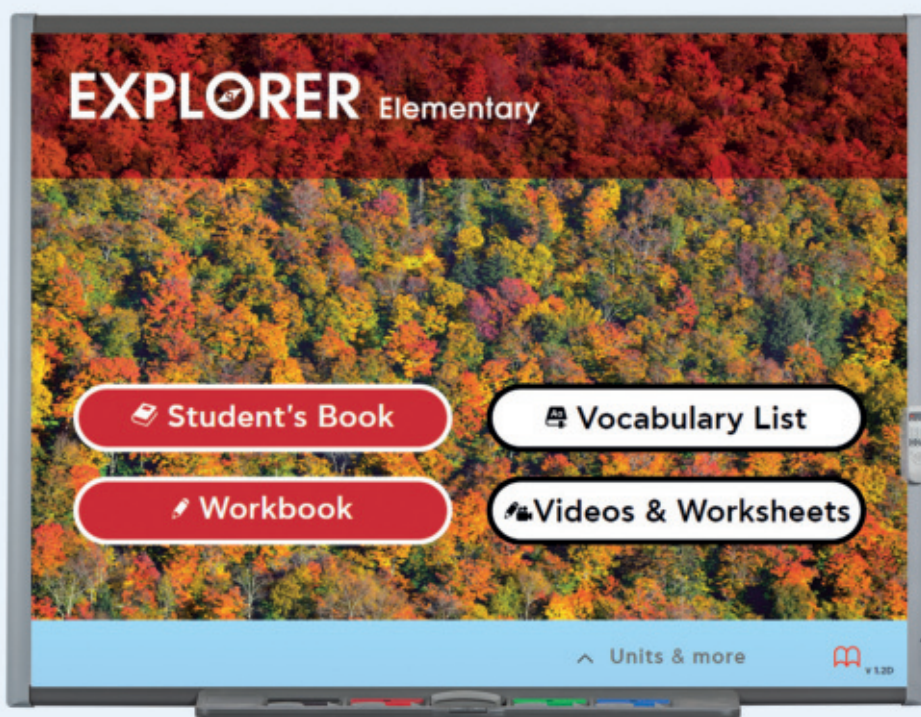 EXPLORER Elementary
Student's Book
Vocabulary List
Workbook
Videos & Worksheets
Units & more
v 1.2D